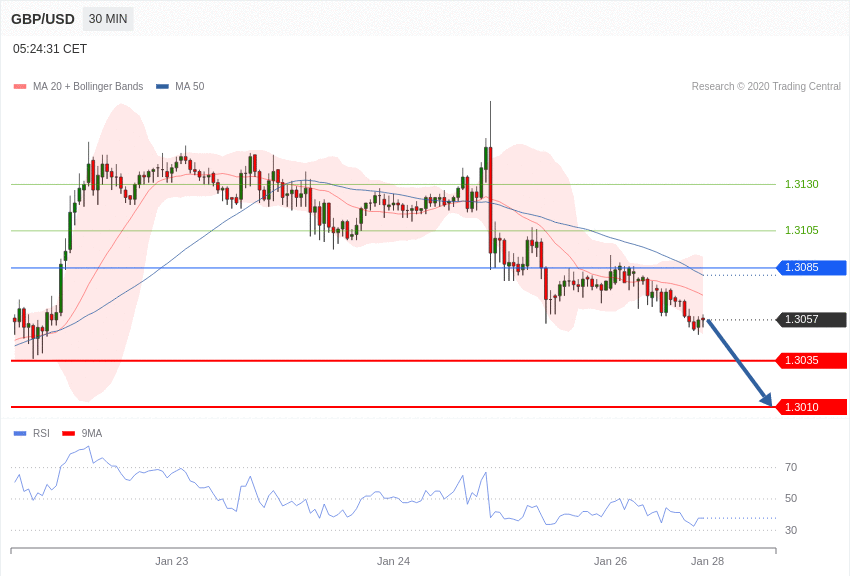 GBP/USD 30 MIN
05:24:31 CET
MA 20 + Bollinger Bands MA 50 Research © 2020 Trading Central
1.3130
1.3105
1.3085
1.3057
1.3035
1.3010
RSI 9MA
70
50
30
Jan 23 Jan 24 Jan 26 Jan 28